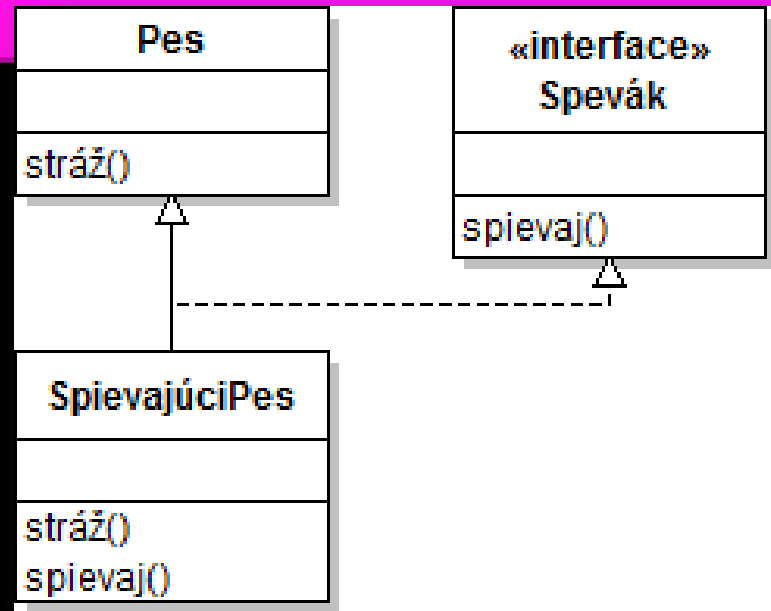 Pes
stráž()
«interface»
Spevák
spievaj()
SpievajúciPes
stráž()
spievaj()